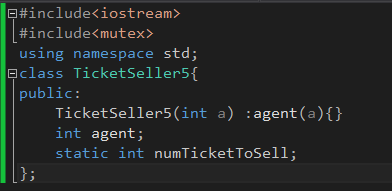 #include<iostream>
#include<mutex>
using namespace std;
class TicketSeller5{
public:
    TicketSeller5(int a) :agent(a){}
    int agent;
    static int numTicketToSell;
};